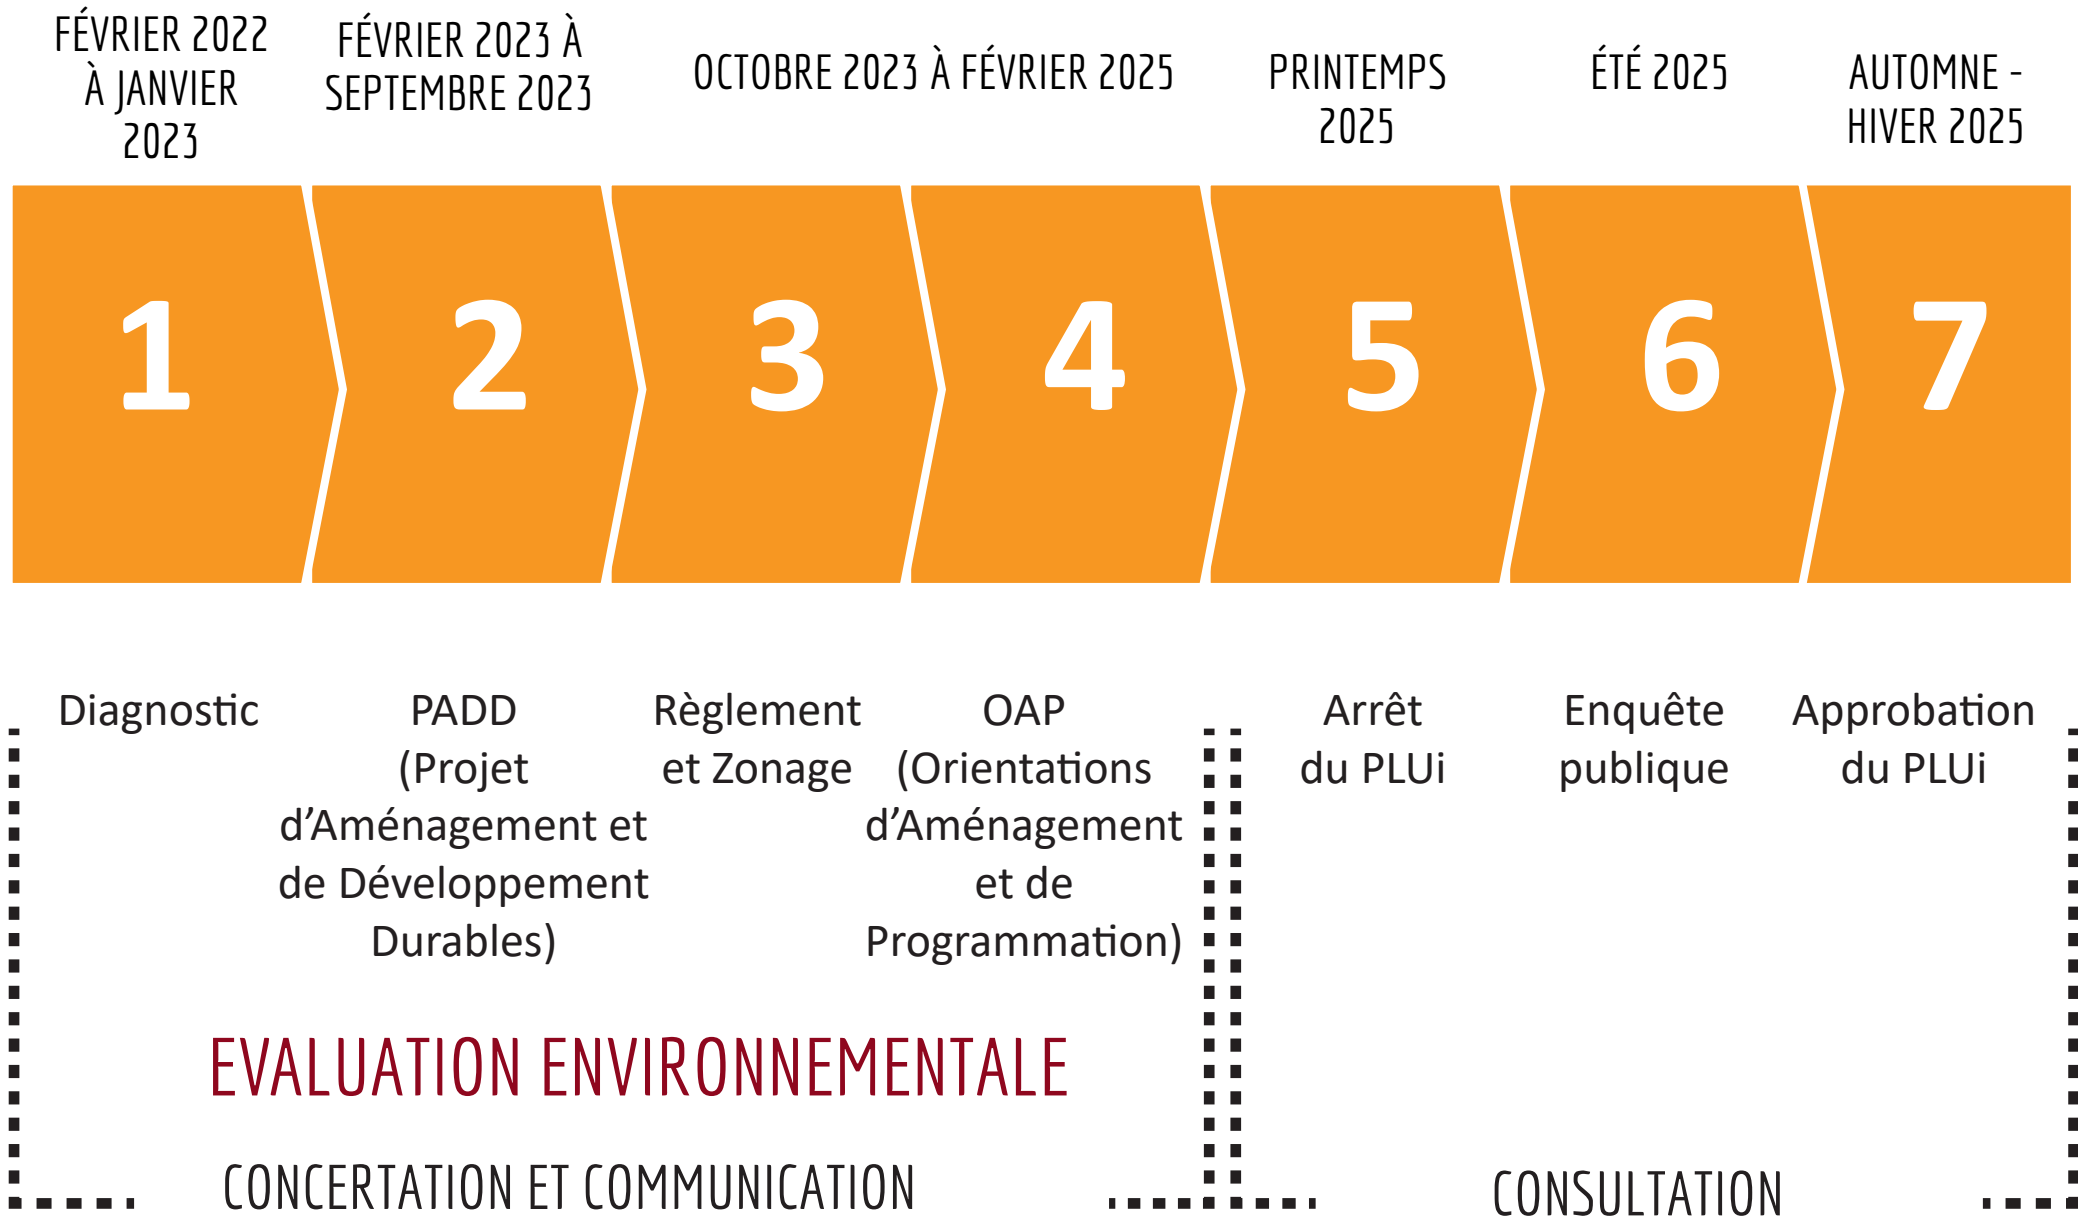 FÉVRIER 2022
À JANVIER
2023
FÉVRIER 2023 À
SEPTEMBRE 2023
OCTOBRE 2023 À FÉVRIER 2025
PRINTEMPS
2025
ÉTÉ 2025
AUTOMNE -
HIVER 2025
1
2
3
4
5
6
7
Diagnostic
PADD
(Projet
d’Aménagement et
de Développement
Durables)
Règlement
et Zonage
OAP
(Orientations
d’Aménagement
et de
Programmation)
Arrêt
du PLUi
Enquête
publique
Approbation
du PLUi
EVALUATION ENVIRONNEMENTALE
CONCERTATION ET COMMUNICATION
CONSULTATION